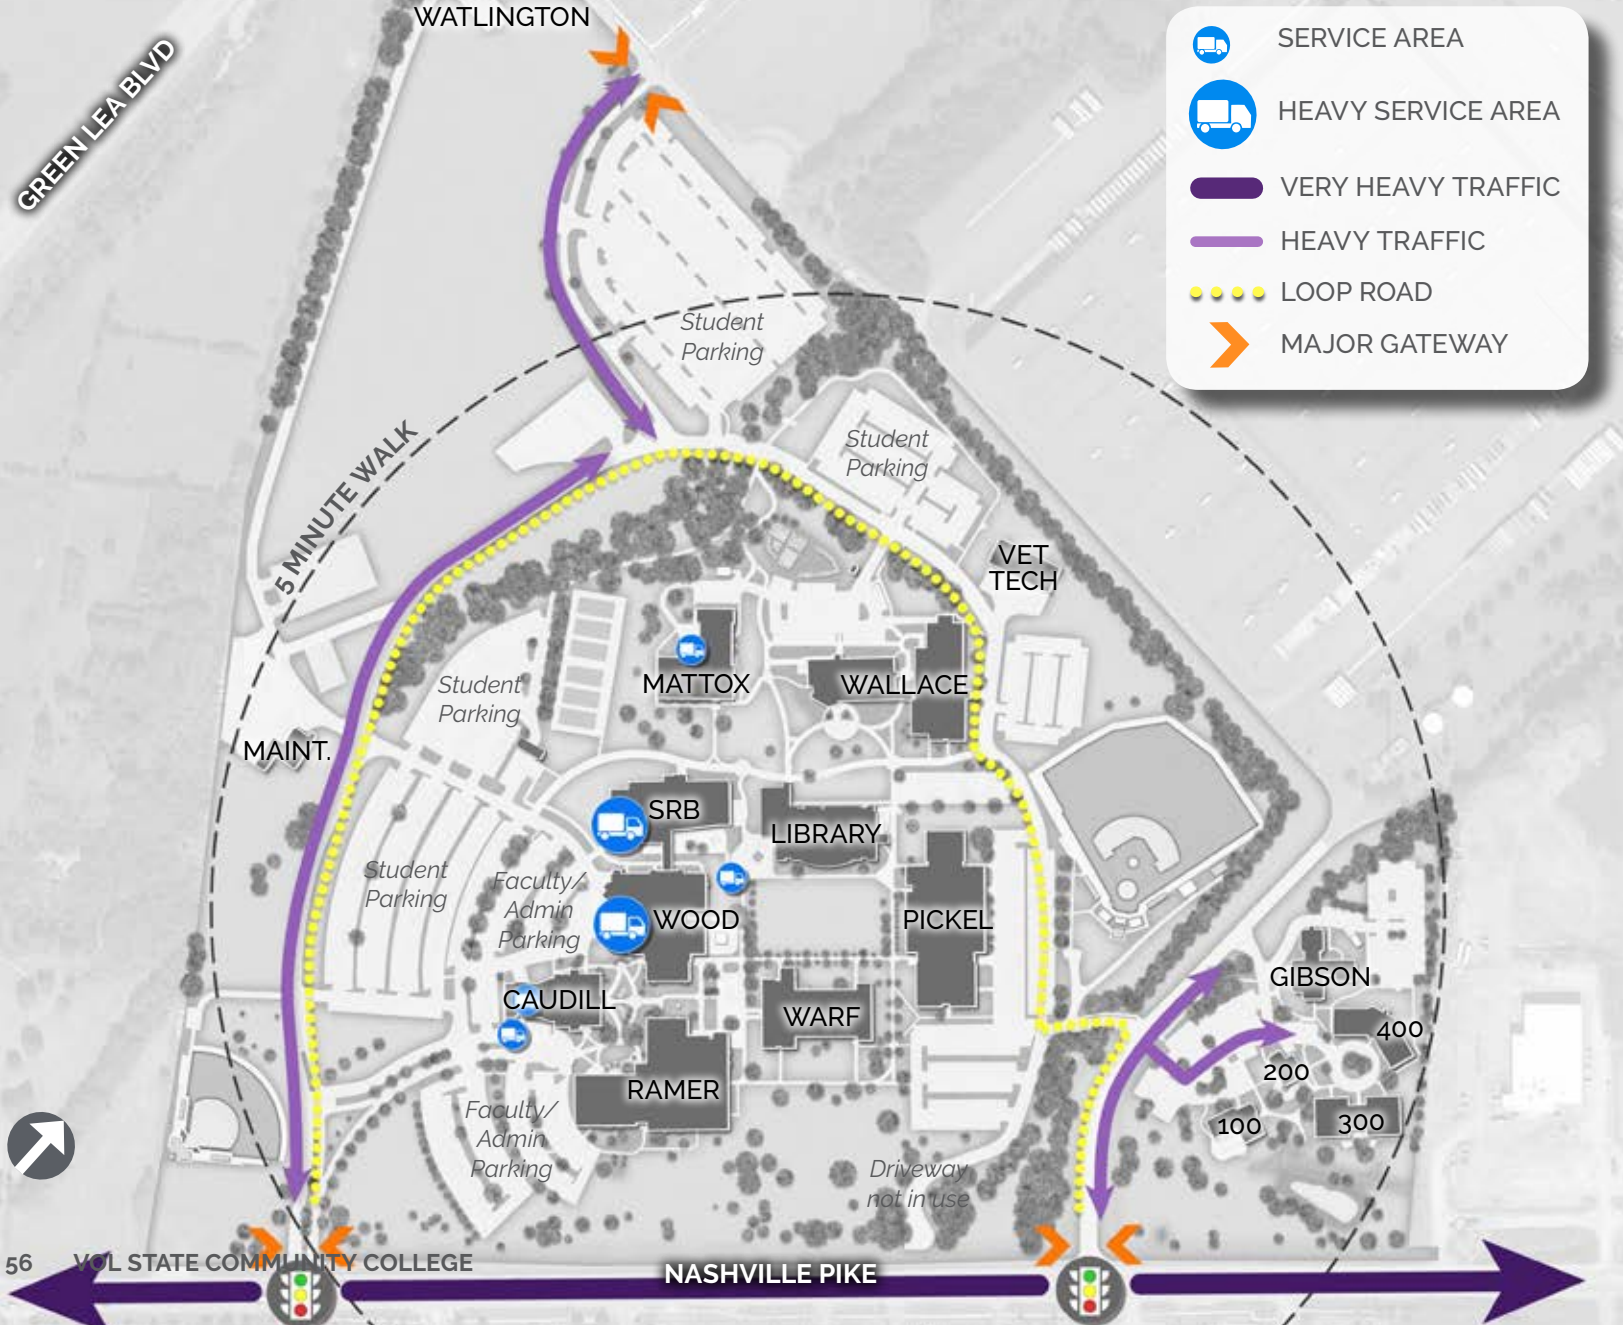 WATLINGTON
GREEN LEA BLVD
SERVICE AREA
HEAVY SERVICE AREA
VERY HEAVY TRAFFIC
HEAVY TRAFFIC
LOOP ROAD
MAJOR GATEWAY
Student
Parking
5 MINUTE WALK
Student
Parking
VET
TECH
Student
Parking
MATTOX
WALLACE
MAINT.
SRB
LIBRARY
Student
Parking
Faculty/
Admin
Parking
WOOD
PICKEL
CAUDILL
WARF
GIBSON
400
RAMER
200
Faculty/
Admin
Parking
100
300
Driveway
not in use
56 VOL STATE COMMUNITY COLLEGE
NASHVILLE PIKE